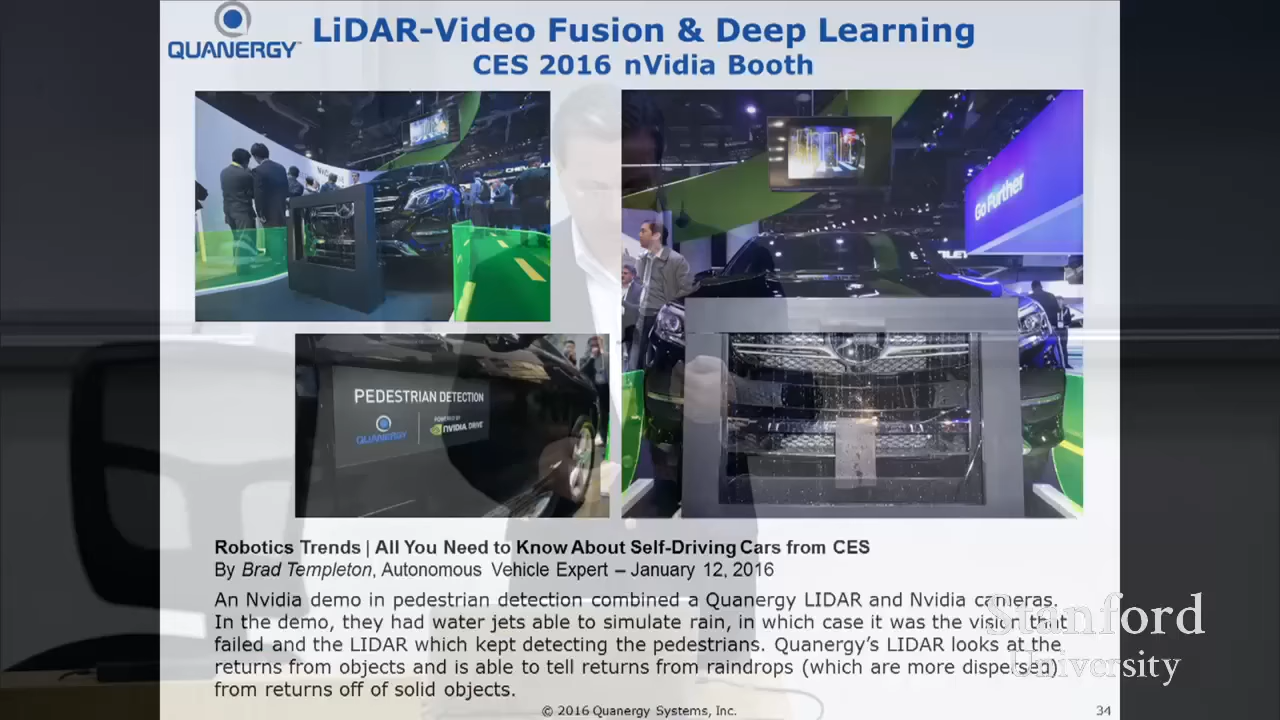 QUANERGY
LiDAR-Video Fusion & Deep Learning
CES 2016 nVidia Booth
Go Further
PEDESTRIAN DETECTION
QUANERGY
POWERED BY
NVIDIA DRIVE
Robotics Trends | All You Need to Know About Self-Driving Cars from CES
By Brad Templeton, Autonomous Vehicle Expert – January 12, 2016
An Nvidia demo in pedestrian detection combined a Quanergy LIDAR and Nvidia cameras.
In the demo, they had water jets able to simulate rain, in which case it was the vision that
failed and the LIDAR which kept detecting the pedestrians. Quanergy's LIDAR looks at the
returns from objects and is able to tell returns from raindrops (which are more dispersed)
from returns off of solid objects.
Stanford
University
© 2016 Quanergy Systems, Inc.
34